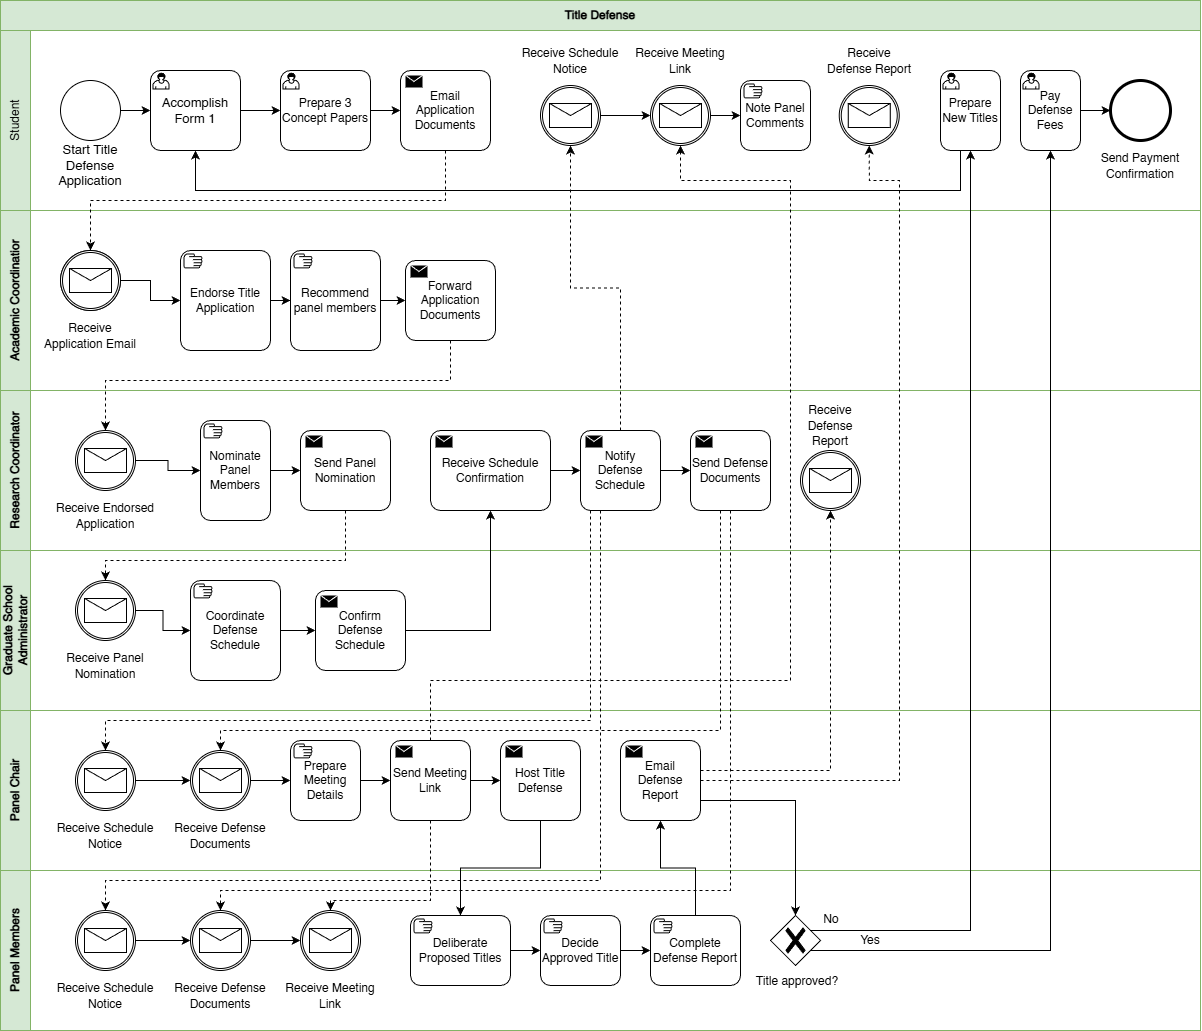 Title Defense
Student
Start Title
Defense
Application
Accomplish
Form 1
Prepare 3
Concept Papers
Email
Application
Documents
Receive Schedule
Notice
Receive Meeting
Link
Note Panel
Comments
Receive
Defense Report
Prepare
New Titles
Pay
Defense
Fees
Send Payment
Confirmation
Academic Coordinatior
Receive
Application Email
Endorse Title
Application
Recommend
panel members
Forward
Application
Documents
Research Coordinator
Receive Endorsed
Application
Nominate
Panel
Members
Send Panel
Nomination
Receive Schedule
Confirmation
Notify
Defense
Schedule
Send Defense
Documents
Receive
Defense
Report
Graduate School
Administrator
Receive Panel
Nomination
Coordinate
Defense
Schedule
Confirm
Defense
Schedule
Panel Chair
Receive Schedule
Notice
Receive Defense
Documents
Prepare
Meeting
Details
Send Meeting
Link
Host Title
Defense
Email
Defense
Report
Panel Members
Receive Schedule
Notice
Receive Defense
Documents
Receive Meeting
Link
Deliberate
Proposed Titles
Decide
Approved Title
Complete
Defense Report
No
Yes
Title approved?